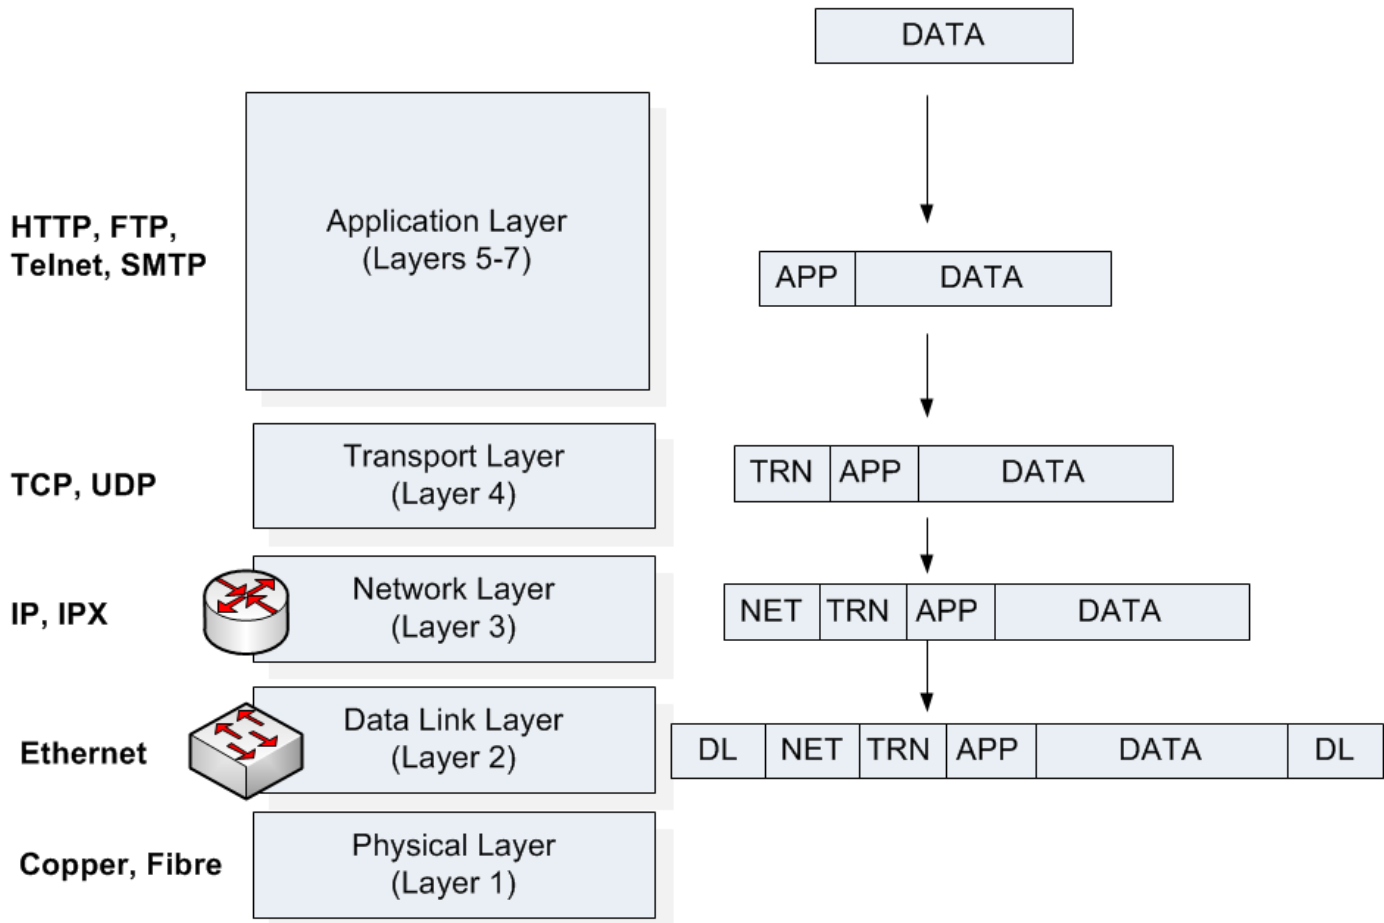 DATA
HTTP, FTP,
Telnet, SMTP
Application Layer
(Layers 5-7)
APP DATA
TCP, UDP
Transport Layer
(Layer 4)
TRN APP DATA
IP, IPX
Network Layer
(Layer 3)
NET TRN APP DATA
Ethernet
Data Link Layer
(Layer 2)
DL NET TRN APP DATA DL
Copper, Fibre
Physical Layer
(Layer 1)